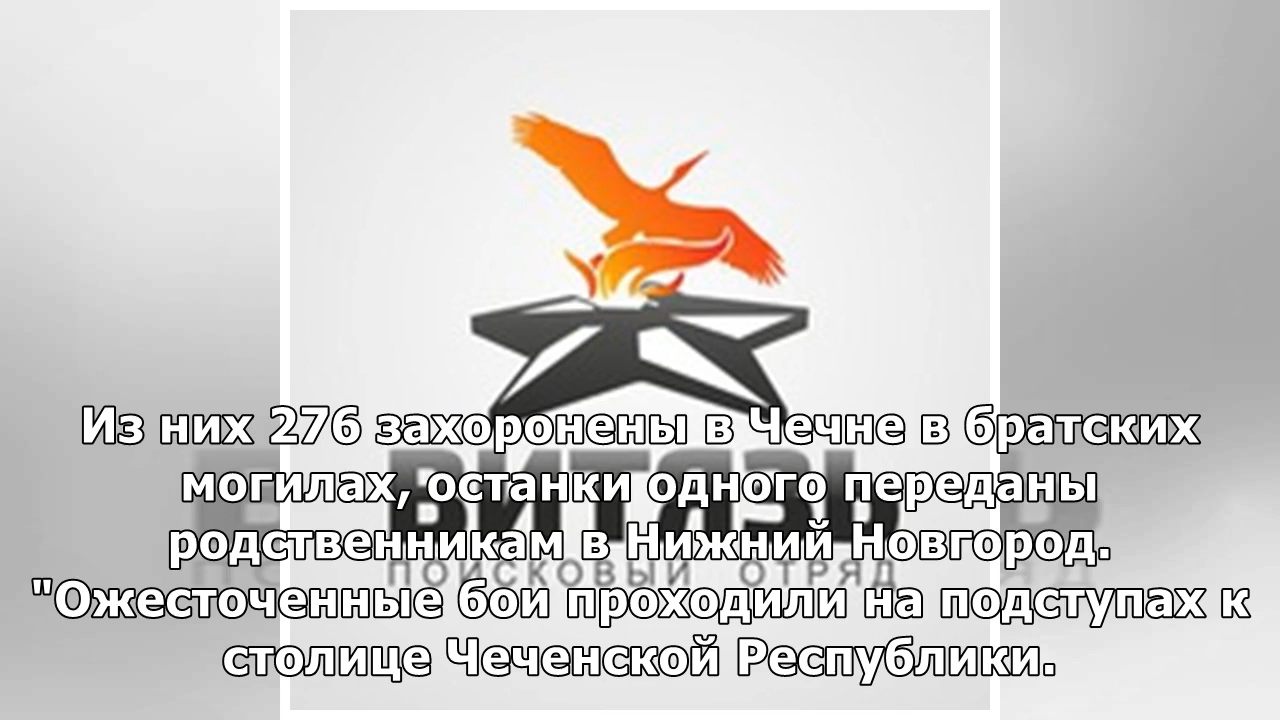 Из них 276 захоронены в Чечне в братских
могилах, останки одного переданы
ВИТЯЗЬ
родственникам в Нижний Новгород.
ПОИСКОВЫЙ ОТРЯД
"Ожесточенные бои проходили на подступах к
столице Чеченской Республики.